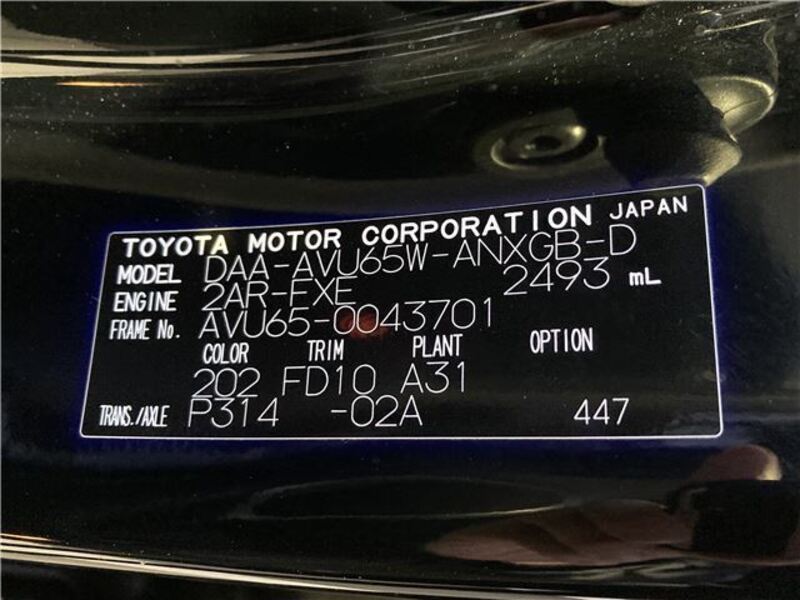 TOYOTA MOTOR CORPORATION JAPAN
MODEL DAA-AVU65W-ANXGB-D
ENGINE 2AR-FXE 2493 mL
FRAME No. AVU65-0043701
COLOR TRIM PLANT OPTION
202 FD10 A31
TRANS./AXLE P314 -02A 447